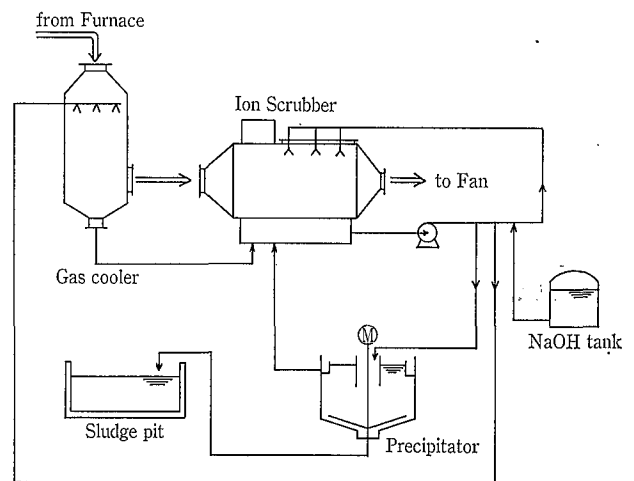 from Furnace
Ion Scrubber
to Fan
Gas cooler
NaOH tank
M
Sludge pit
Precipitator